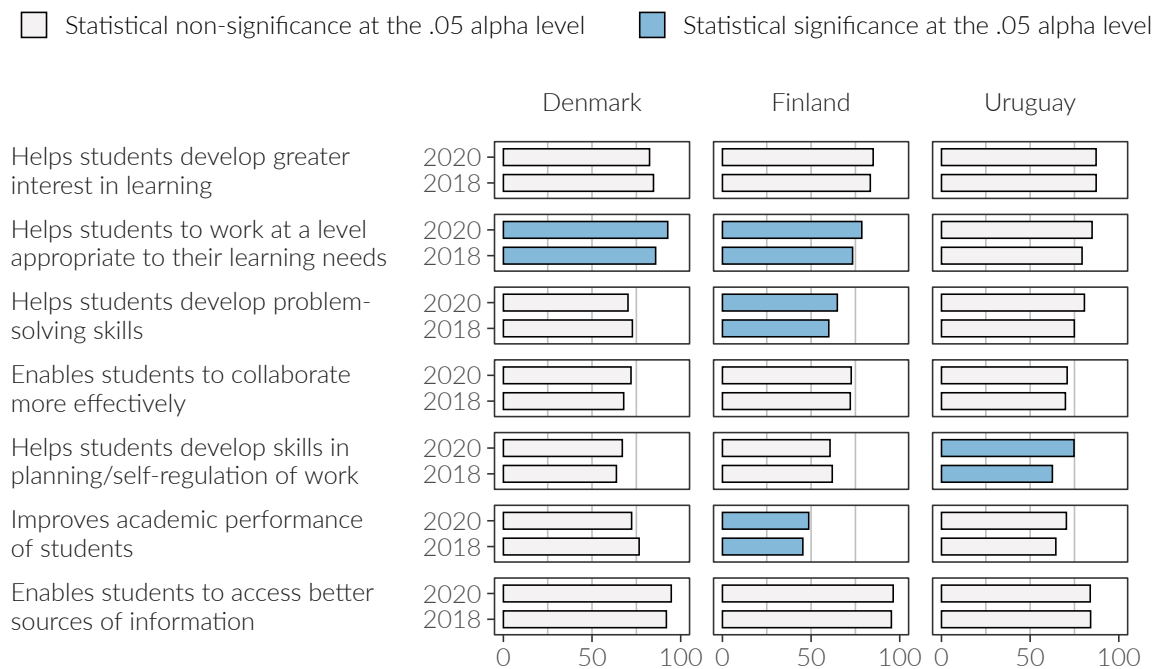 Statistical non-significance at the .05 alpha level
Statistical significance at the .05 alpha level
Denmark
Finland
Uruguay
Helps students develop greater
interest in learning
2020
2018
Helps students to work at a level
appropriate to their learning needs
2020
2018
Helps students develop problem-
solving skills
2020
2018
Enables students to collaborate
more effectively
2020
2018
Helps students develop skills in
planning/self-regulation of work
2020
2018
Improves academic performance
of students
2020
2018
Enables students to access better
sources of information
2020
2018
0 50 100
0 50 100
0 50 100